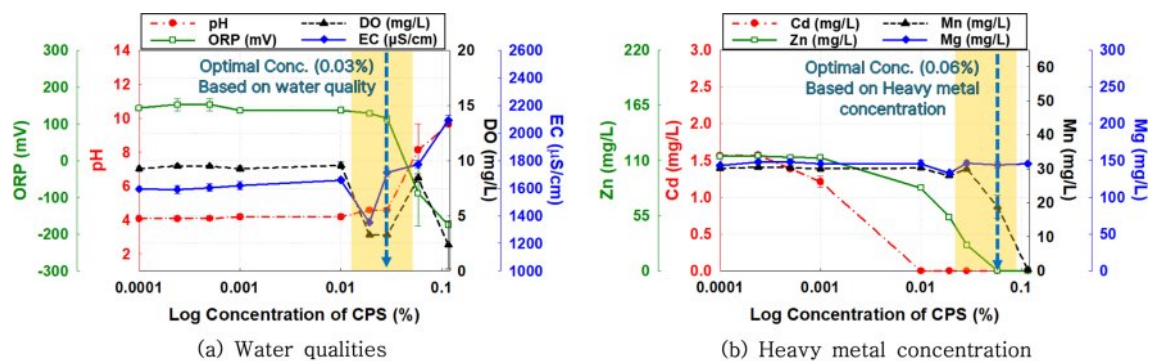 pH
DO (mg/L)
ORP (mV)
EC (μS/cm)
300
14
20
2600
Optimal Conc. (0.03%)
Based on water quality
200
12
2400
100
10
15
2200
0
8
10
2000
1800
-100
6
1600
4
5
1400
-200
2
1200
-300
0
1000
ORP (mV)
pH
DO (mg/L)
EC (μS/cm)
0.0001
0.001
0.01
0.1
Log Concentration of CPS (%)
(a) Water qualities
Cd (mg/L)
Mn (mg/L)
Zn (mg/L)
Mg (mg/L)
220
3.0
60
300
Optimal Conc. (0.06%)
Based on Heavy metal
concentration
165
2.5
50
250
2.0
40
200
110
1.5
30
150
55
1.0
20
100
0.5
10
50
0
0.0
0
0
Zn (mg/L)
Cd (mg/L)
Mn (mg/L)
Mg (mg/L)
0.0001
0.001
0.01
0.1
Log Concentration of CPS (%)
(b) Heavy metal concentration